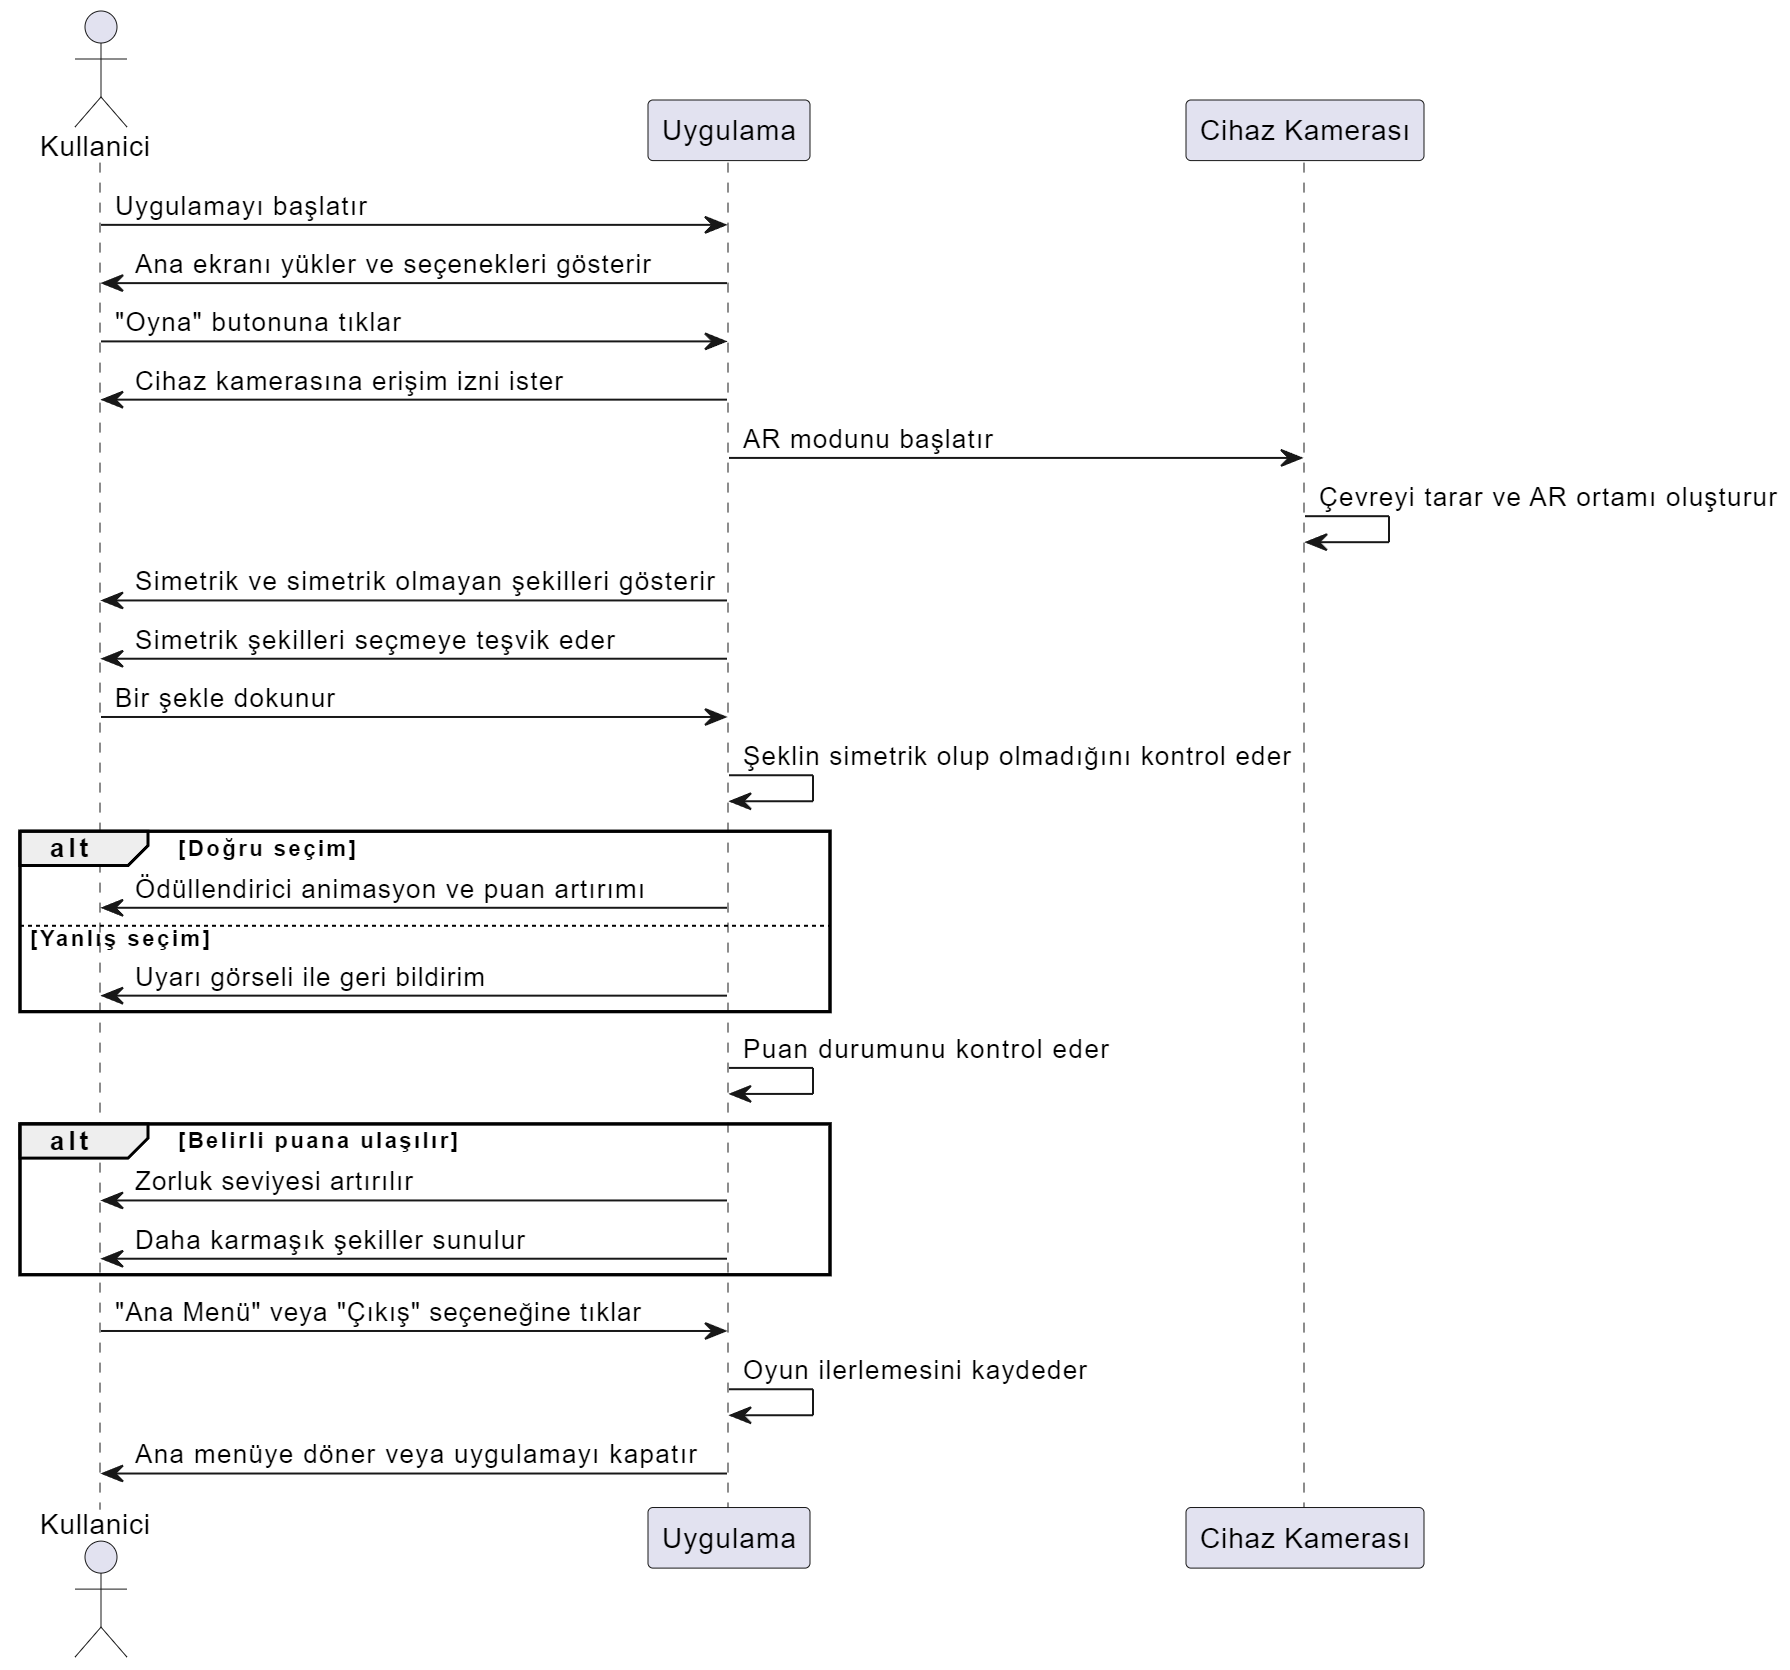 Kullanici
Uygulama
Cihaz Kamerası
Uygulamayı başlatır
Ana ekranı yükler ve seçenekleri gösterir
"Oyna" butonuna tıklar
Cihaz kamerasına erişim izni ister
AR modunu başlatır
Çevreyi tarar ve AR ortamı oluşturur
Simetrik ve simetrik olmayan şekilleri gösterir
Simetrik şekilleri seçmeye teşvik eder
Bir şekle dokunur
Şeklin simetrik olup olmadığını kontrol eder
alt [Doğru seçim]
Ödüllendirici animasyon ve puan artırımı
[Yanlış seçim]
Uyarı görseli ile geri bildirim
Puan durumunu kontrol eder
alt [Belirli puana ulaşılır]
Zorluk seviyesi artırılır
Daha karmaşık şekiller sunulur
"Ana Menü" veya "Çıkış" seçeneğine tıklar
Oyun ilerlemesini kaydeder
Ana menüye döner veya uygulamayı kapatır
Kullanici
Uygulama
Cihaz Kamerası